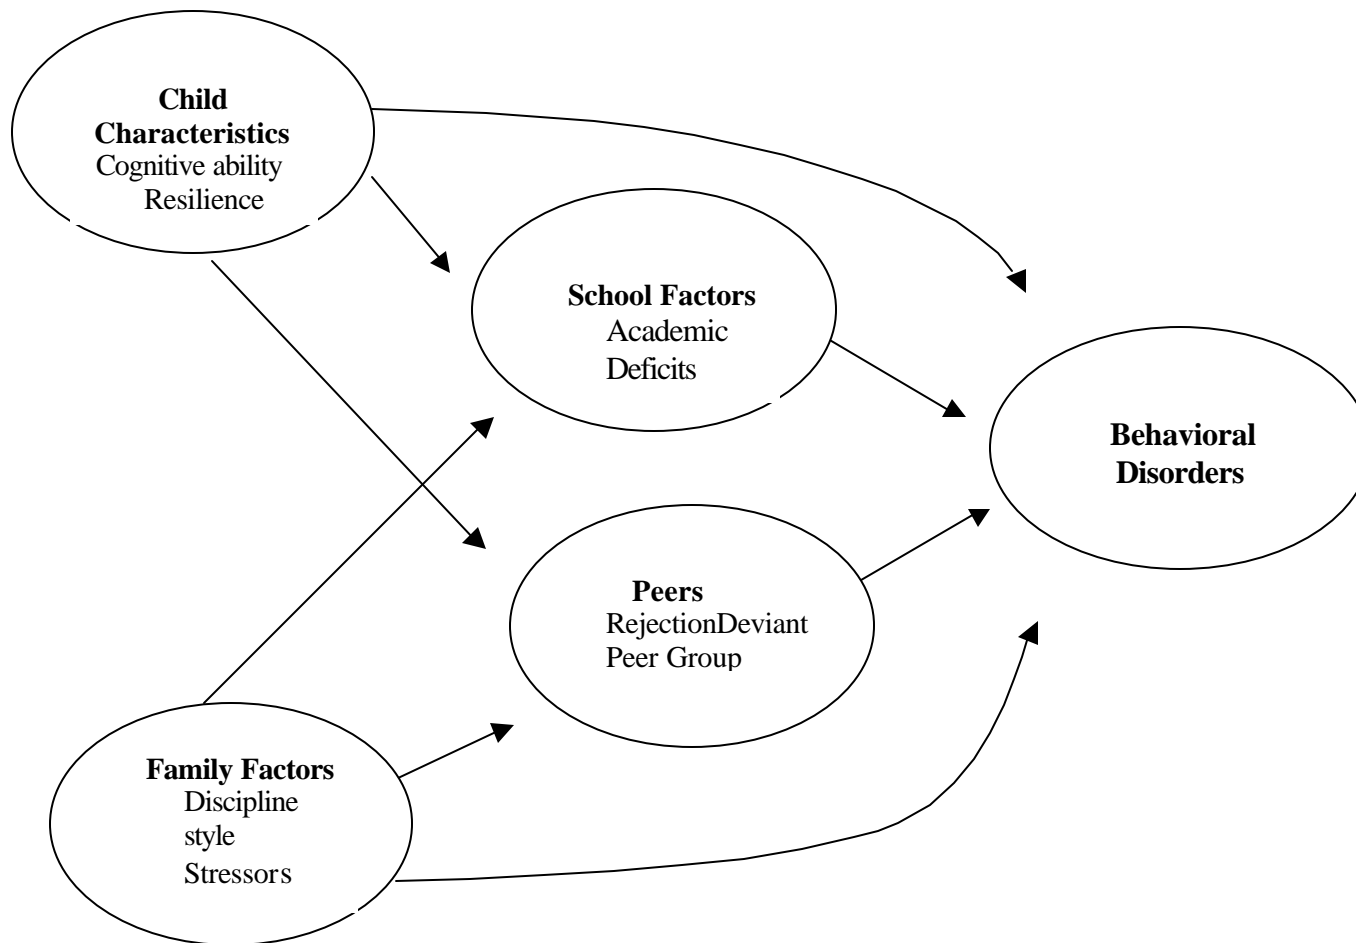 Child
Characteristics
Cognitive ability
Resilience
School Factors
Academic
Deficits
Behavioral
Disorders
Peers
RejectionDeviant
Peer Group
Family Factors
Discipline
style
Stressors